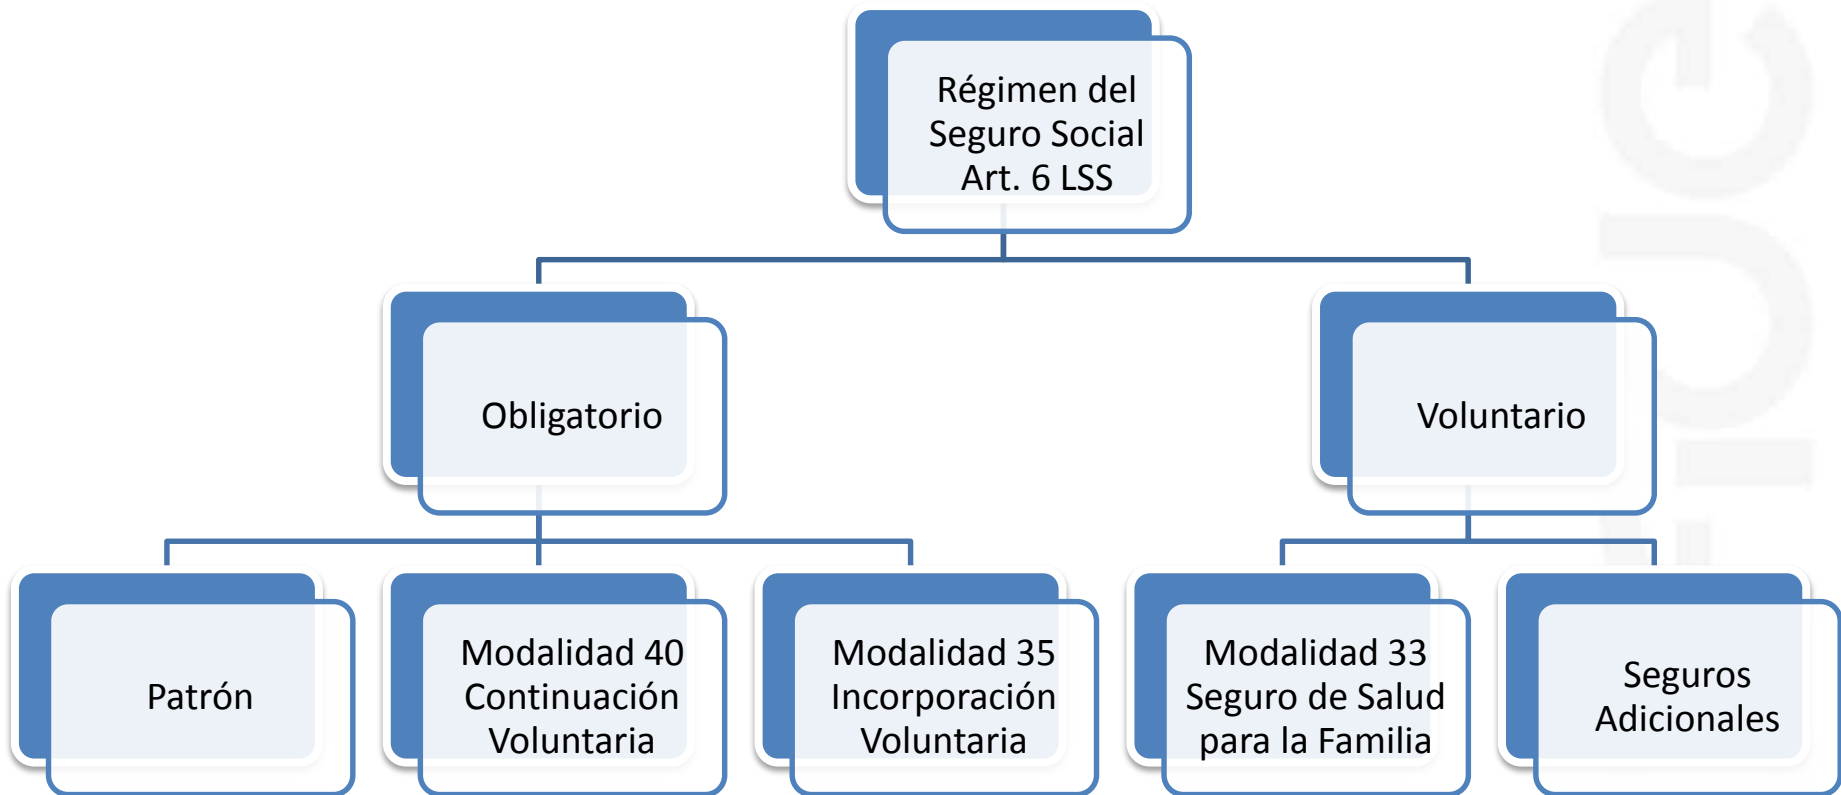 Régimen del
Seguro Social
Art. 6 LSS
Obligatorio
Voluntario
Patrón
Modalidad 40
Continuación
Voluntaria
Modalidad 35
Incorporación
Voluntaria
Modalidad 33
Seguro de Salud
para la Familia
Seguros
Adicionales